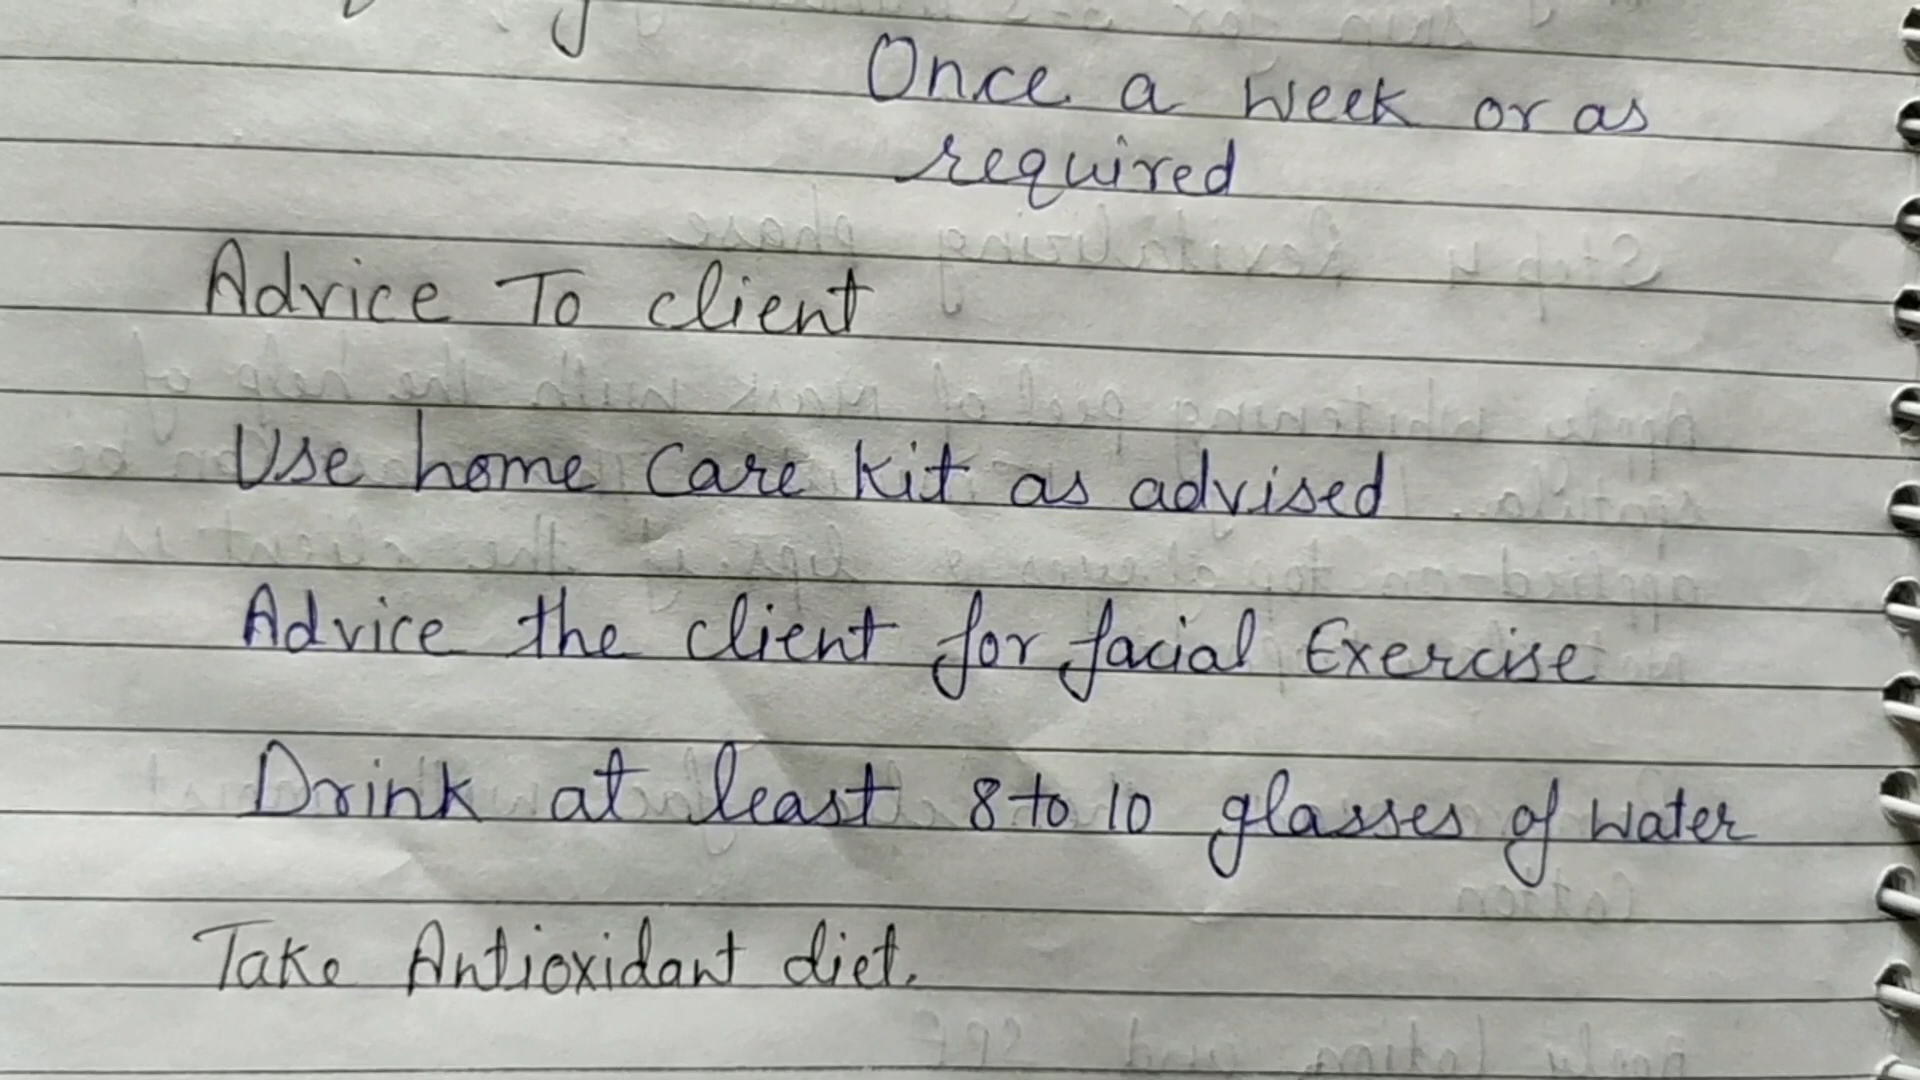 Once a week or as
required
Advice To client
Use home care kit as advised
Advice the client for facial Exercise
Drink at least 8 to 10 glasses of water
Take Antioxidant diet.